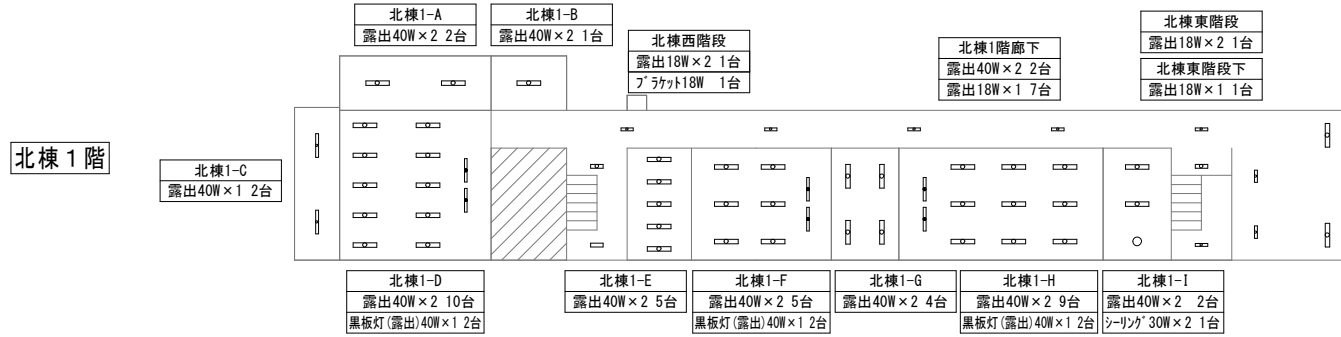 北棟1-A
露出40W×2 2台
北棟1-B
露出40W×2 1台
北棟西階段
露出18W×2 1台
ﾌﾞﾗｹｯﾄ18W 1台
北棟1階廊下
露出40W×2 2台
露出18W×1 7台
北棟東階段
露出18W×2 1台
北棟東階段下
露出18W×1 1台
北棟１階
北棟1-C
露出40W×1 2台
北棟1-D
露出40W×2 10台
黒板灯(露出)40W×1 2台
北棟1-E
露出40W×2 5台
北棟1-F
露出40W×2 5台
黒板灯(露出)40W×1 2台
北棟1-G
露出40W×2 4台
北棟1-H
露出40W×2 9台
黒板灯(露出)40W×1 2台
北棟1-I
露出40W×2 2台
ｼｰﾘﾝｸﾞ30W×2 1台